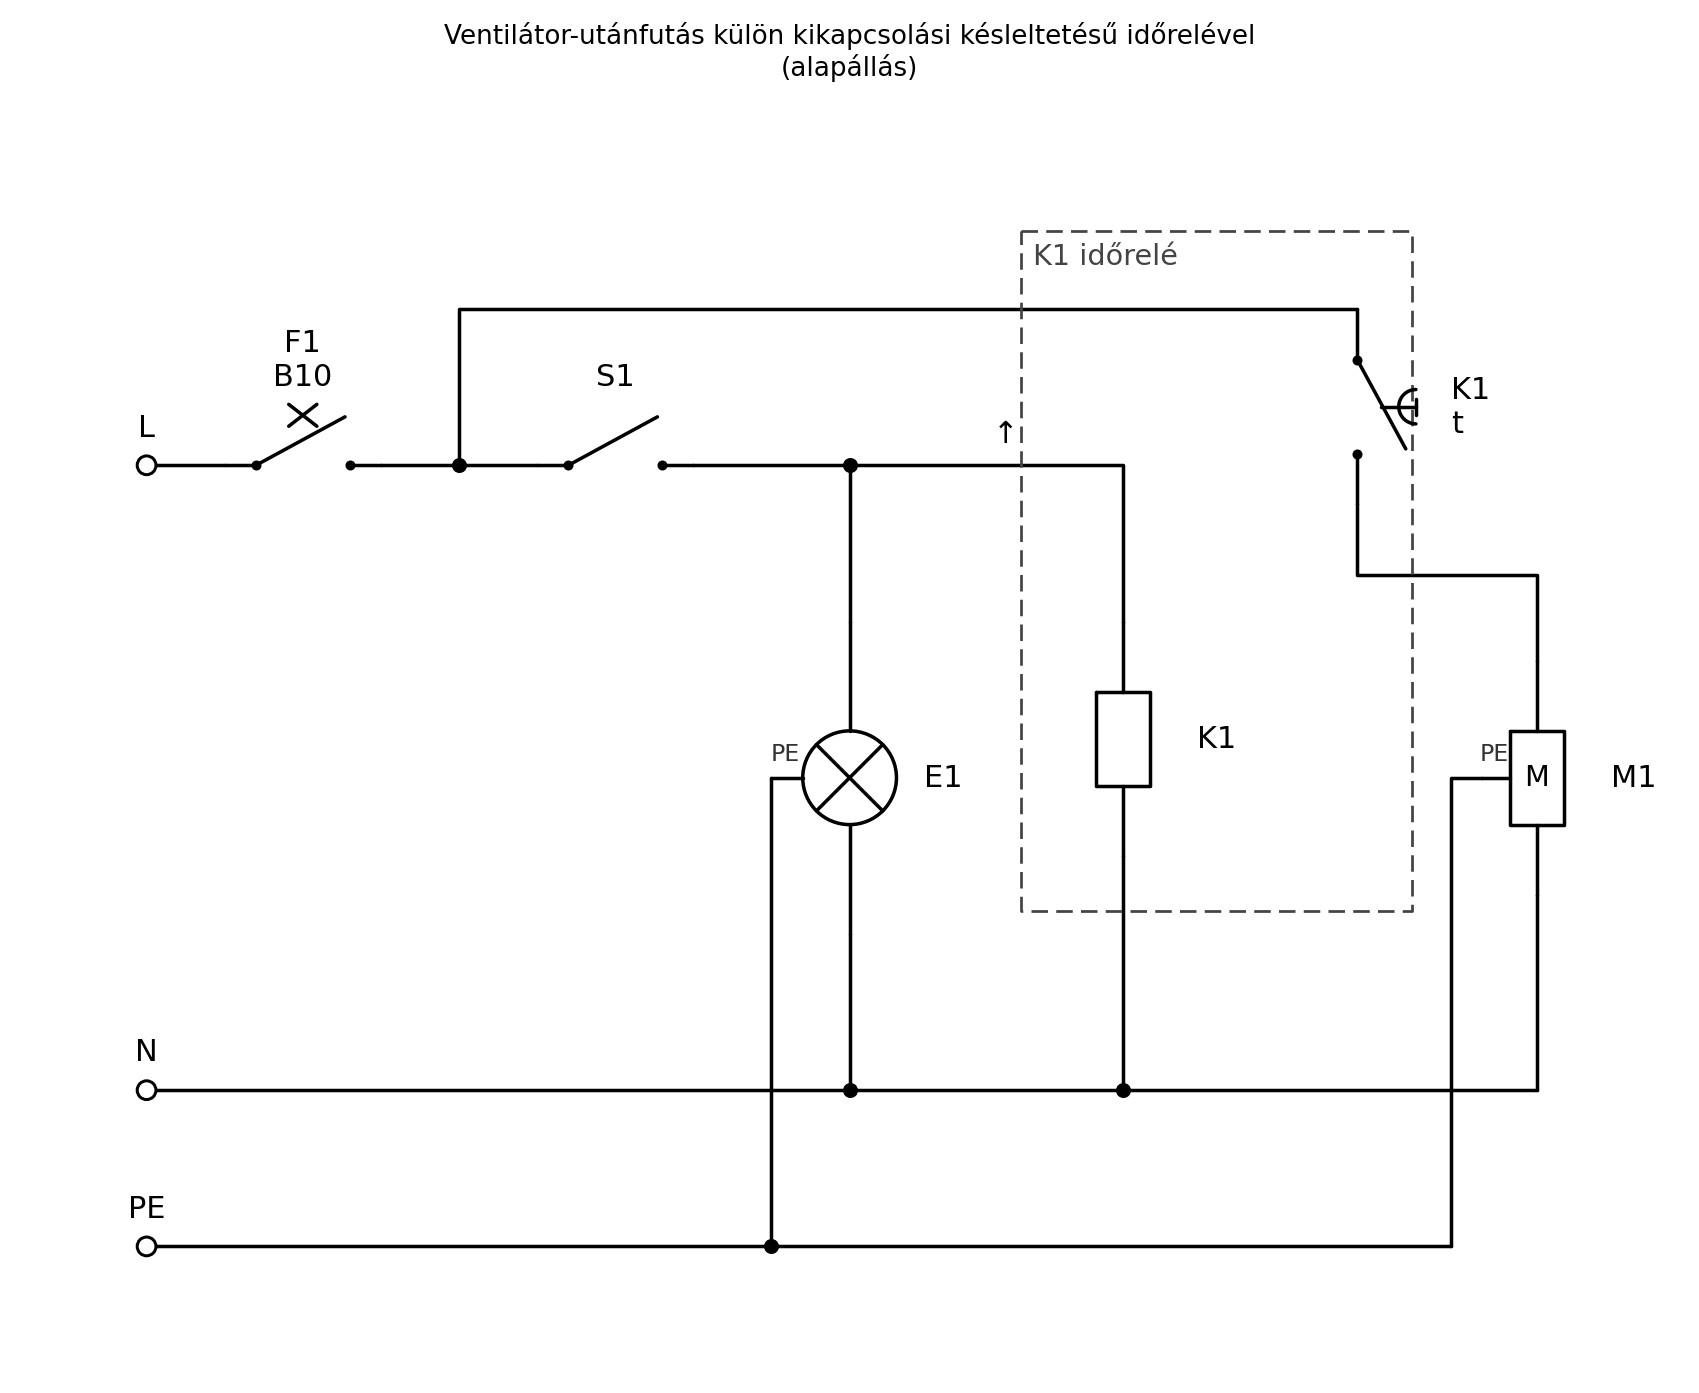 Ventilátor-utánfutás külön kikapcsolási késleltetésű időrelével
(alapállás)
K1 időrelé
F1
B10
S1
L
↑
K1
t
PE
E1
K1
PE
M
M1
N
PE